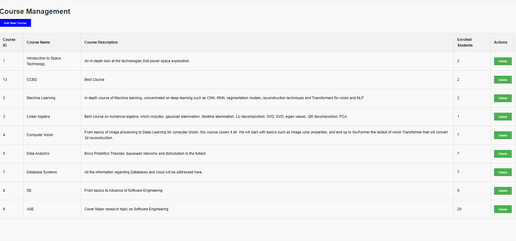 Course Management
Add New Course
Course ID Course Name Course Description Enrolled Students Actions
1 Introduction to Space Technology An in-depth look at the technologies that power space exploration. 2 Delete
13 CCBD Best Course 2 Delete
2 Machine Learning In depth course of Machine learning, concentrated on deep learning such as CNN, RNN, segmentation models, reconstruction techniques and Transformers for vision and NLP 2 Delete
3 Linear Algebra Best course on numerical algebra, which includes, gaussian elimination, iterative elimination, LU decomposition, SVD, EVD, eigen values, QR decomposition, PCA. 1 Delete
4 Computer Vision From basics of Image processing to Deep Learning for computer Vision, this course covers it all. We will start with basics such as Image color properties, and end up to the latest of vision Transformer that will convert 2d reconstruction. 7 Delete
Data Analytics Basics Probability Theories, bayesean networks and distribution to the fullest. 7 Delete
7 Database Systems All the information regarding Databases and cloud will be addressed here. 7 Delete
8 SE From basics to Advance of Software Engineering 9 Delete
9 ASE Cover Major research topic on Software Engineering Delete